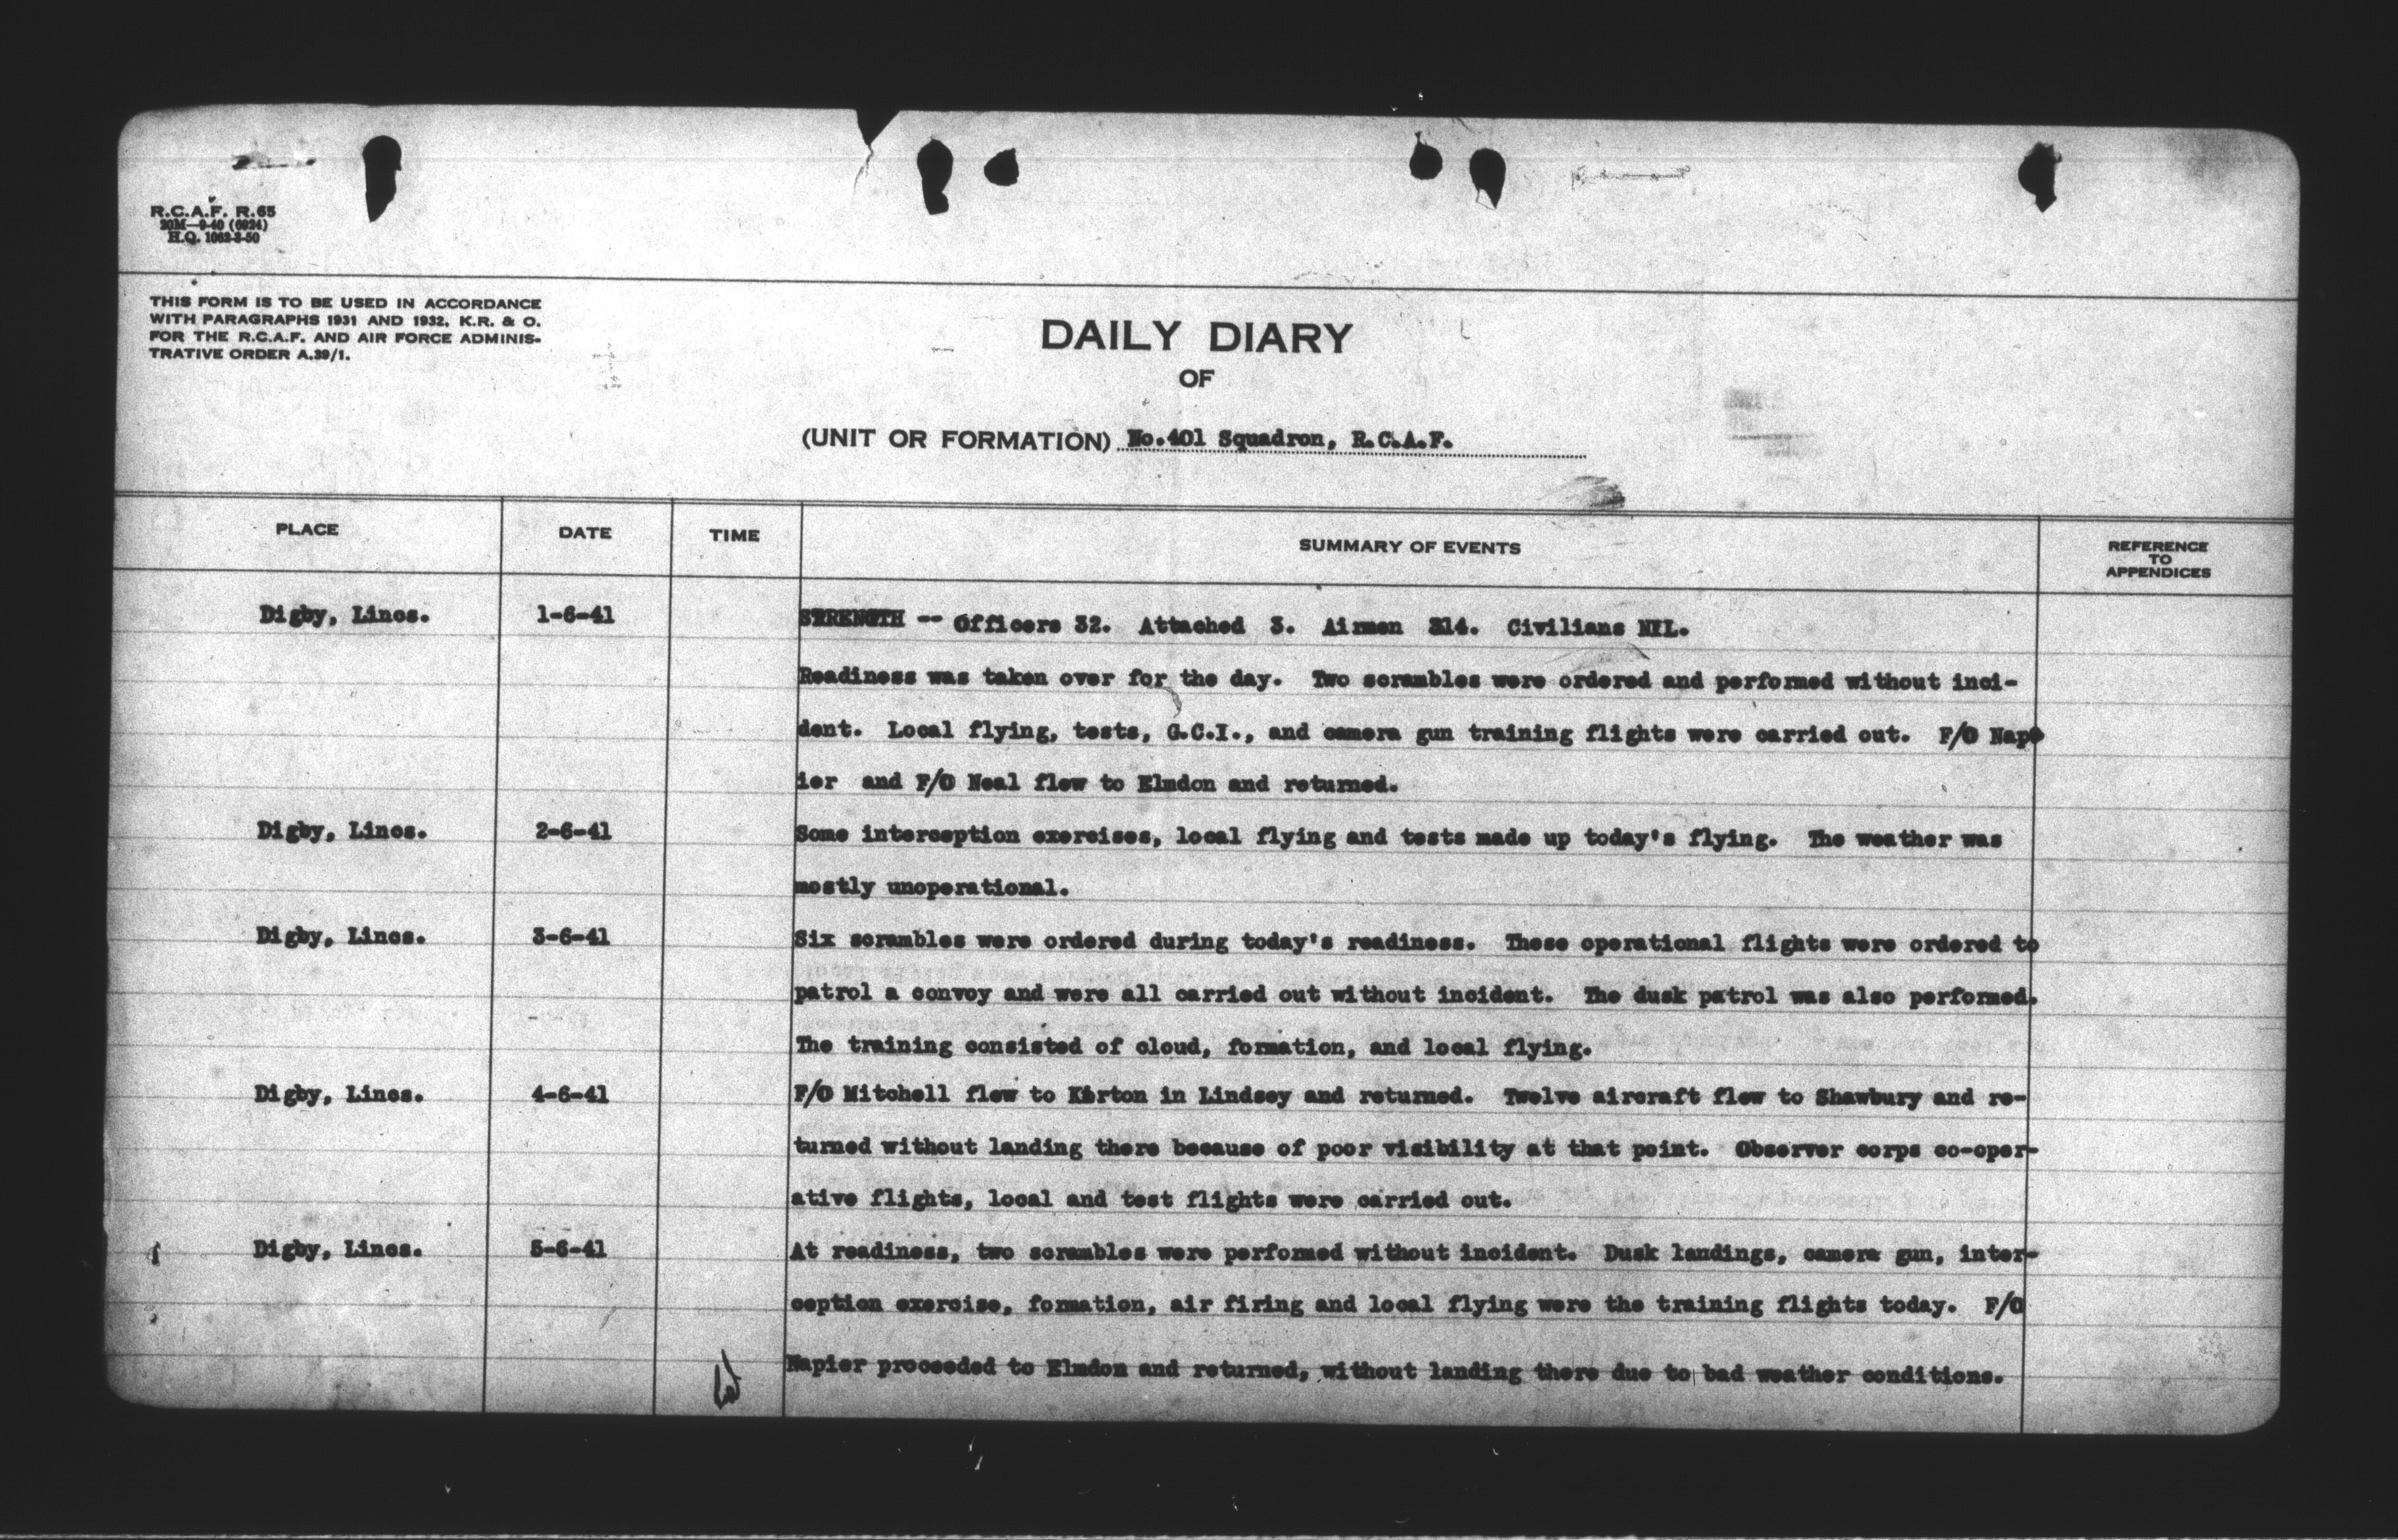 R.C.A.F. R.65
20M—9-40 (6924)
H.Q. 1062-3-50
THIS FORM IS TO BE USED IN ACCORDANCE
WITH PARAGRAPHS 1931 AND 1932, K.R. & O.
FOR THE R.C.A.F. AND AIR FORCE ADMINIS-
TRATIVE ORDER A.39/1.
DAILY DIARY
OF
(UNIT OR FORMATION) No.401 Squadron, R.C.A.F.
PLACE DATE TIME SUMMARY OF EVENTS REFERENCE
TO
APPENDICES
Digby, Lincs. 1-6-41 STRENGTH -- Officers 32. Attached 3. Airmen 314. Civilians NIL.
Readiness was taken over for the day. Two scrambles were ordered and performed without inci-
dent. Local flying, tests, G.C.I., and camera gun training flights were carried out. F/O Nap-
ier and F/O Neal flew to Elmdon and returned.
Digby, Lincs. 2-6-41 Some interception exercises, local flying and tests made up today's flying. The weather was
mostly unoperational.
Digby, Lincs. 3-6-41 Six scrambles were ordered during today's readiness. These operational flights were ordered to
patrol a convoy and were all carried out without incident. The dusk patrol was also performed.
The training consisted of cloud, formation, and local flying.
Digby, Lincs. 4-6-41 F/O Mitchell flew to Kirton in Lindsey and returned. Twelve aircraft flew to Shawbury and re-
turned without landing there because of poor visibility at that point. Observer corps co-oper-
ative flights, local and test flights were carried out.
Digby, Lincs. 5-6-41 At readiness, two scrambles were performed without incident. Dusk landings, camera gun, inter-
ception exercise, formation, air firing and local flying were the training flights today. F/O
Napier proceeded to Elmdon and returned, without landing there due to bad weather conditions.